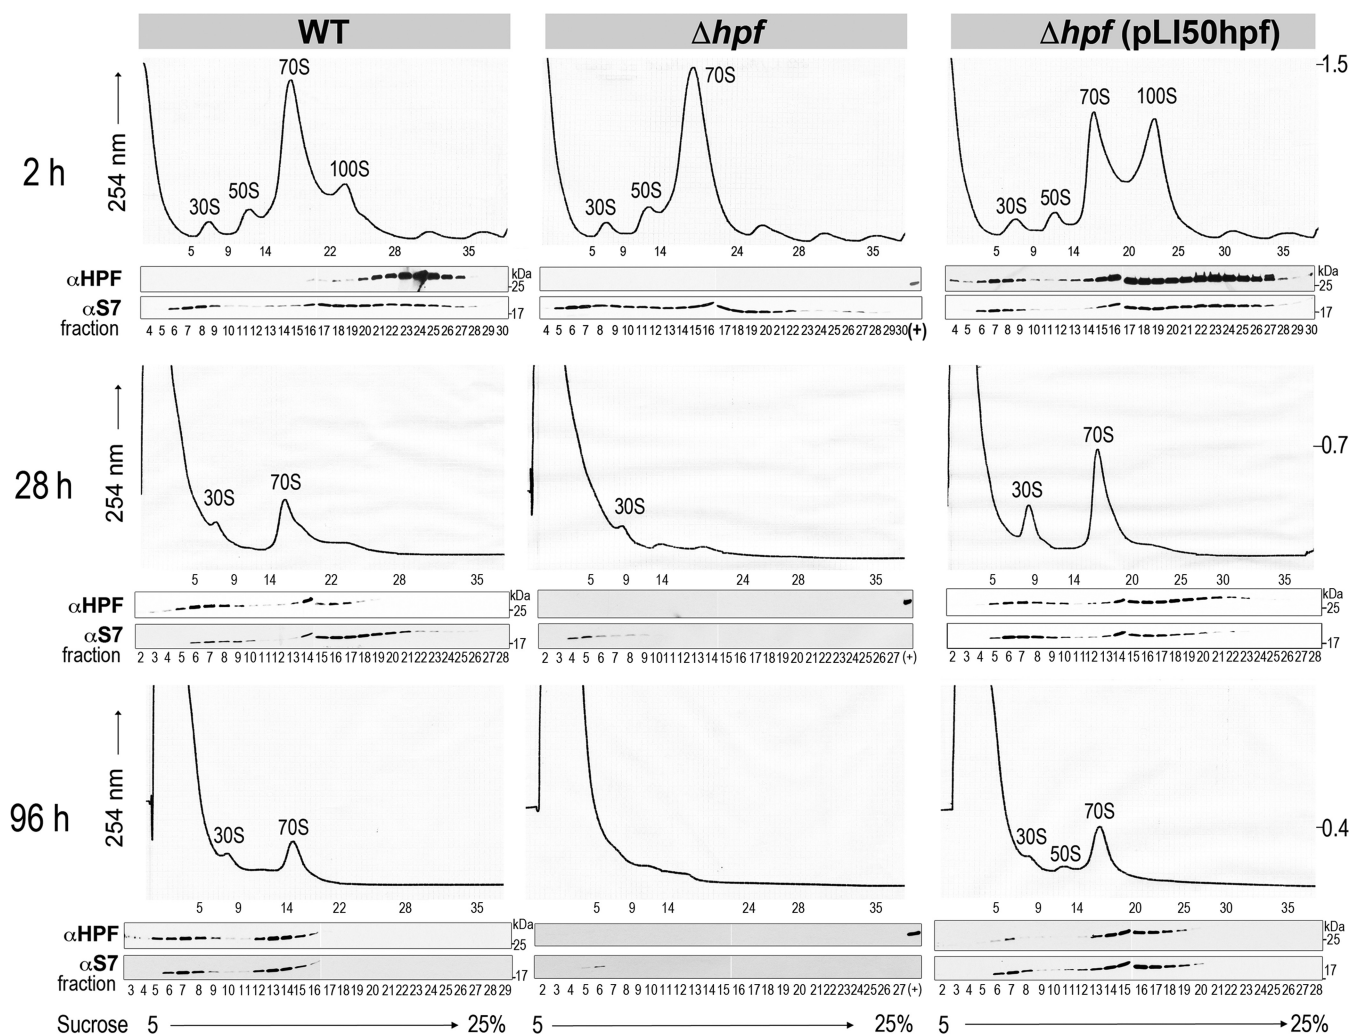 WT Δhpf Δhpf (pLI50hpf)
2 h 254 nm 30S 50S 70S 100S 30S 50S 70S 30S 50S 70S 100S -1.5
5 9 14 22 28 35 5 9 14 24 28 35 5 9 14 20 25 30 35
αHPF kDa -25 kDa -25 kDa -25
αS7 -17 -17 -17
fraction 4 5 6 7 8 9 10 11 12 13 14 15 16 17 18 19 20 21 22 23 24 25 26 27 28 29 30 4 5 6 7 8 9 10 11 12 13 14 15 16 17 18 19 20 21 22 23 24 25 26 27 28 29 30 (+) 4 5 6 7 8 9 10 11 12 13 14 15 16 17 18 19 20 21 22 23 24 25 26 27 28 29 30
28 h 254 nm 30S 70S 30S 30S 70S -0.7
5 9 14 22 28 35 5 9 14 24 28 35 5 9 14 20 25 30 35
αHPF kDa -25 kDa -25
αS7 -17 -17
fraction 2 3 4 5 6 7 8 9 10 11 12 13 14 15 16 17 18 19 20 21 22 23 24 25 26 27 28 2 3 4 5 6 7 8 9 10 11 12 13 14 15 16 17 18 19 20 21 22 23 24 25 26 27 (+) 2 3 4 5 6 7 8 9 10 11 12 13 14 15 16 17 18 19 20 21 22 23 24 25 26 27 28
96 h 254 nm 30S 70S 30S 50S 70S -0.4
5 9 14 22 28 35 5 9 14 24 28 35 5 9 14 20 25 30 35
αHPF kDa -25 kDa -25
αS7 -17 17
fraction 3 4 5 6 7 8 9 10 11 12 13 14 15 16 17 18 19 20 21 22 23 24 25 26 27 28 29 2 3 4 5 6 7 8 9 10 11 12 13 14 15 16 17 18 19 20 21 22 23 24 25 26 27 (+) 2 3 4 5 6 7 8 9 10 11 12 13 14 15 16 17 18 19 20 21 22 23 24 25 26 27 28
Sucrose 5 → 25% 5 → 25% 5 → 25%